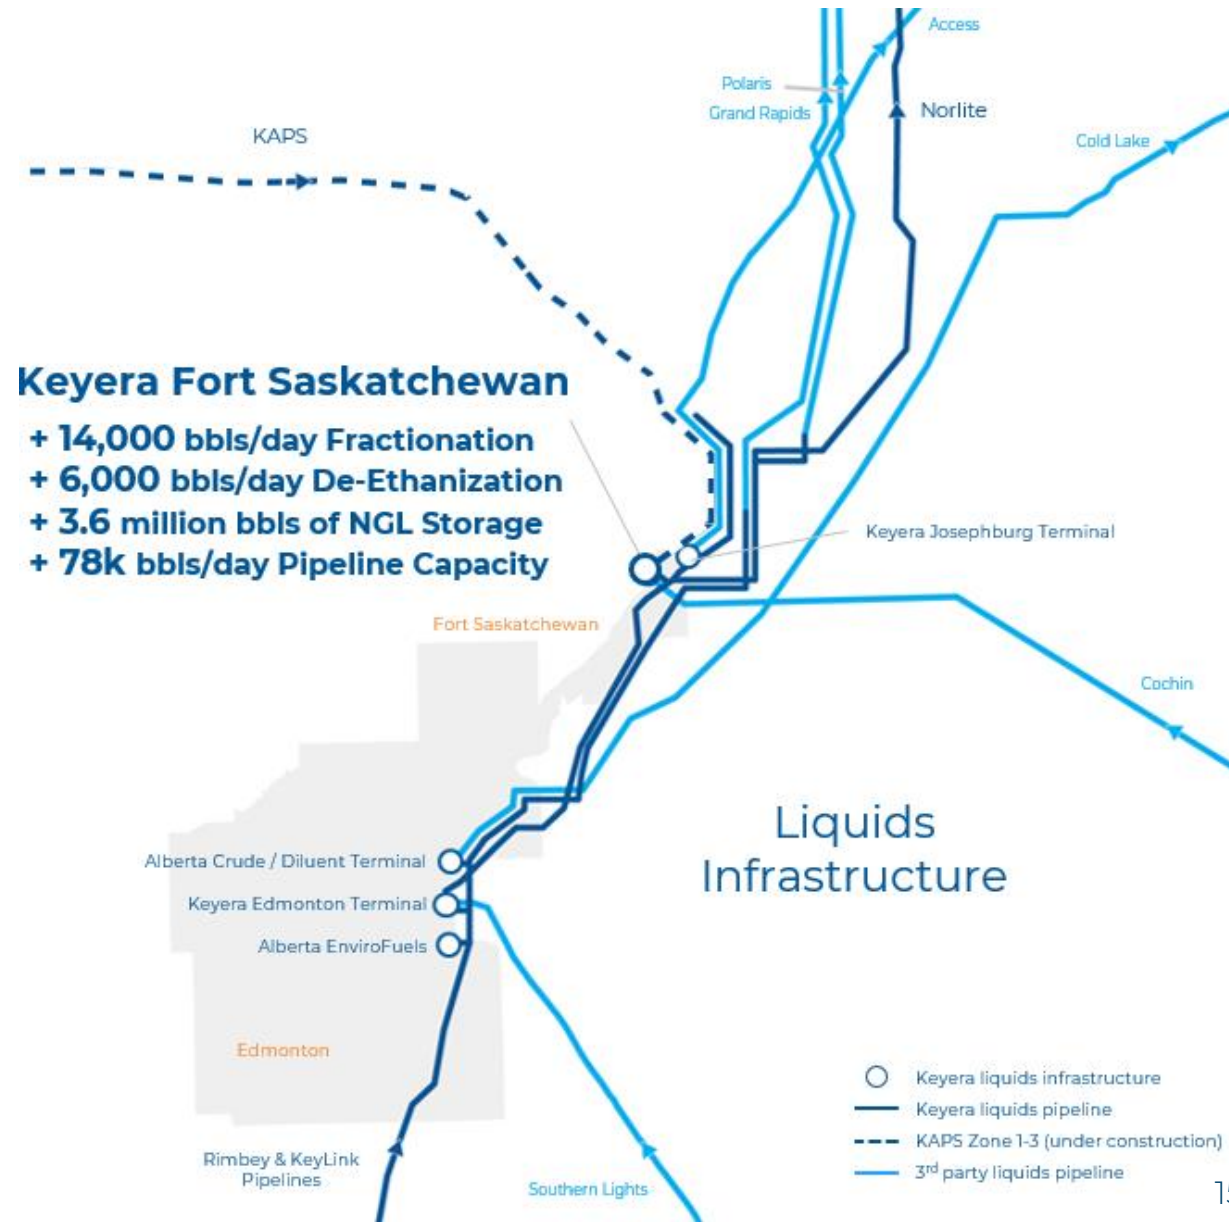 Access
Polaris
Grand Rapids
Norlite
KAPS
Cold Lake
Keyera Fort Saskatchewan
+ 14,000 bbls/day Fractionation
+ 6,000 bbls/day De-Ethanization
+ 3.6 million bbls of NGL Storage
+ 78k bbls/day Pipeline Capacity
Keyera Josephburg Terminal
Fort Saskatchewan
Cochin
Liquids
Infrastructure
Alberta Crude / Diluent Terminal
Keyera Edmonton Terminal
Alberta EnviroFuels
Edmonton
Rimbey & KeyLink
Pipelines
Southern Lights
Keyera liquids infrastructure
Keyera liquids pipeline
KAPS Zone 1-3 (under construction)
3rd party liquids pipeline